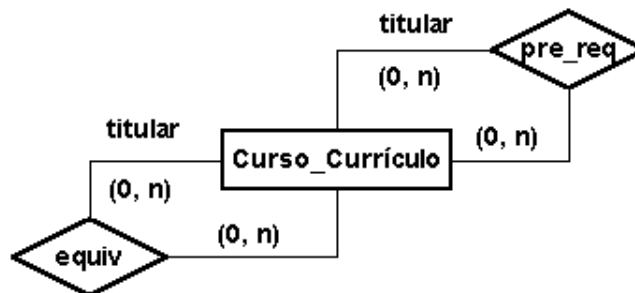 titular
pre_req
(0, n)
titular
Curso_Currículo
(0, n)
(0, n)
(0, n)
equiv